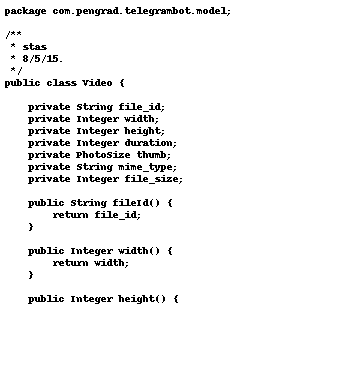 package com.pengrad.telegrambot.model;

/**
 * stas
 * 8/5/15.
 */
public class Video {

    private String file_id;
    private Integer width;
    private Integer height;
    private Integer duration;
    private PhotoSize thumb;
    private String mime_type;
    private Integer file_size;

    public String fileId() {
        return file_id;
    }

    public Integer width() {
        return width;
    }

    public Integer height() {